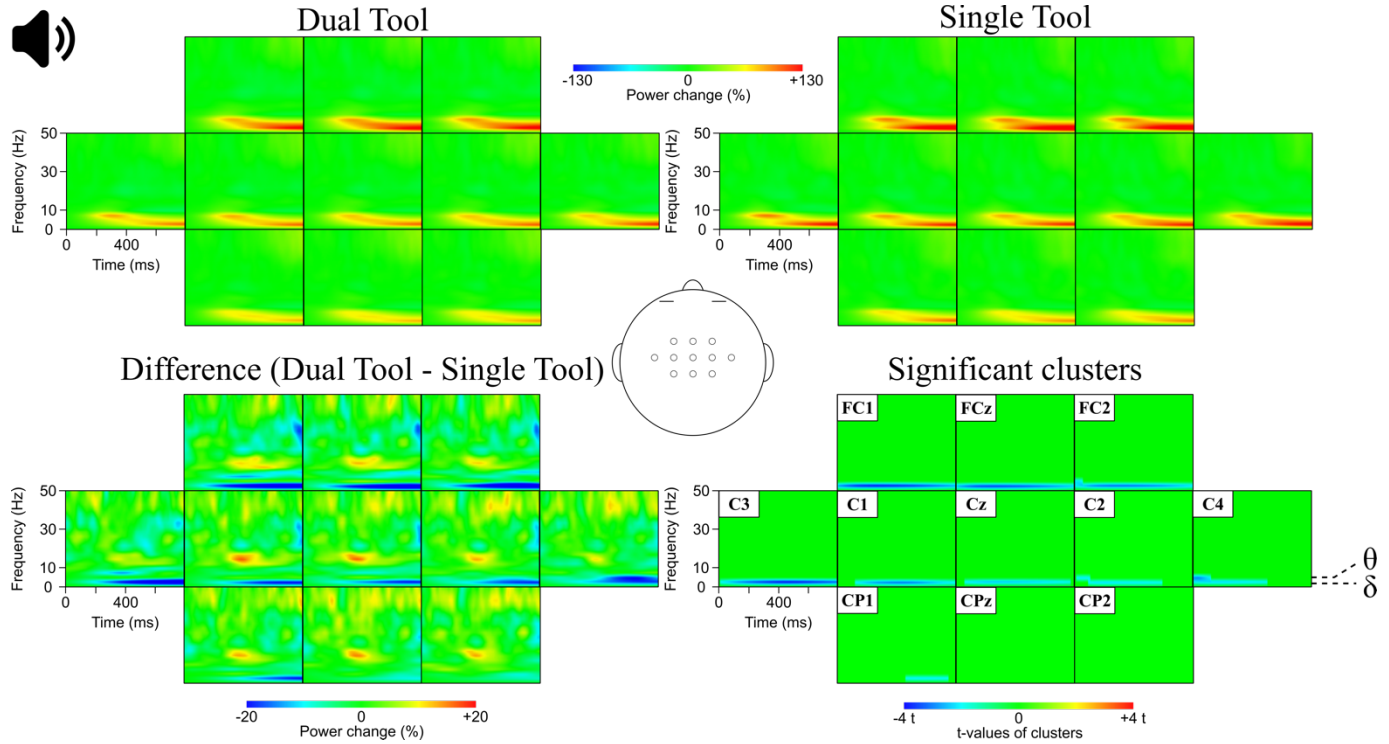 Dual Tool
Single Tool
-130 0 +130
Power change (%)
50
30
10
0
Frequency (Hz)
0 400
Time (ms)
50
30
10
0
Frequency (Hz)
0 400
Time (ms)
Difference (Dual Tool - Single Tool)
Significant clusters
FC1 FCz FC2
50
30
10
0
Frequency (Hz)
0 400
Time (ms)
50
30
10
0
Frequency (Hz)
C3 C1 Cz C2 C4
θ
δ
0 400
Time (ms)
CP1 CPz CP2
-20 0 +20
Power change (%)
-4 t 0 +4 t
t-values of clusters